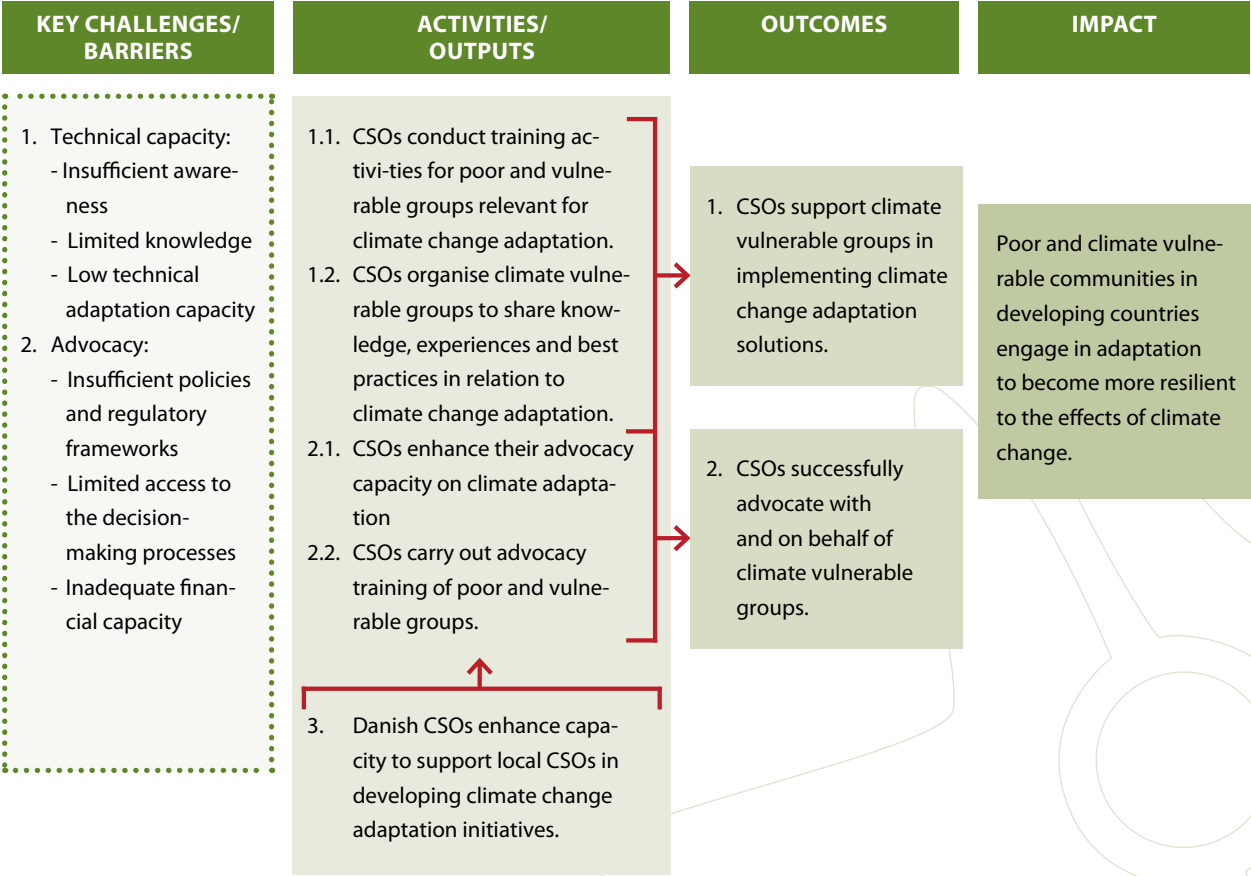 KEY CHALLENGES/
BARRIERS
1. Technical capacity:
- Insufficient aware-
ness
- Limited knowledge
- Low technical
adaptation capacity
2. Advocacy:
- Insufficient policies
and regulatory
frameworks
- Limited access to
the decision-
making processes
- Inadequate finan-
cial capacity
ACTIVITIES/
OUTPUTS
1.1. CSOs conduct training ac-
tivi-ties for poor and vulne-
rable groups relevant for
climate change adaptation.
1.2. CSOs organise climate vulne-
rable groups to share know-
ledge, experiences and best
practices in relation to
climate change adaptation.
2.1. CSOs enhance their advocacy
capacity on climate adapta-
tion
2.2. CSOs carry out advocacy
training of poor and vulne-
rable groups.
3. Danish CSOs enhance capa-
city to support local CSOs in
developing climate change
adaptation initiatives.
OUTCOMES
1. CSOs support climate
vulnerable groups in
implementing climate
change adaptation
solutions.
2. CSOs successfully
advocate with
and on behalf of
climate vulnerable
groups.
IMPACT
Poor and climate vulne-
rable communities in
developing countries
engage in adaptation
to become more resilient
to the effects of climate
change.